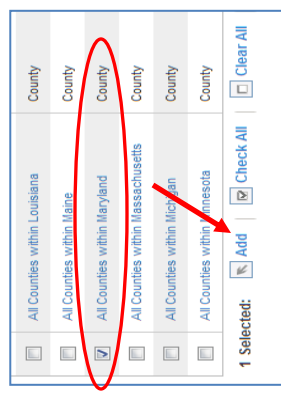 All Counties within Louisiana County
All Counties within Maine County
All Counties within Maryland County
All Counties within Massachusetts County
All Counties within Michigan County
All Counties within Minnesota County
1 Selected: Add Check All Clear All